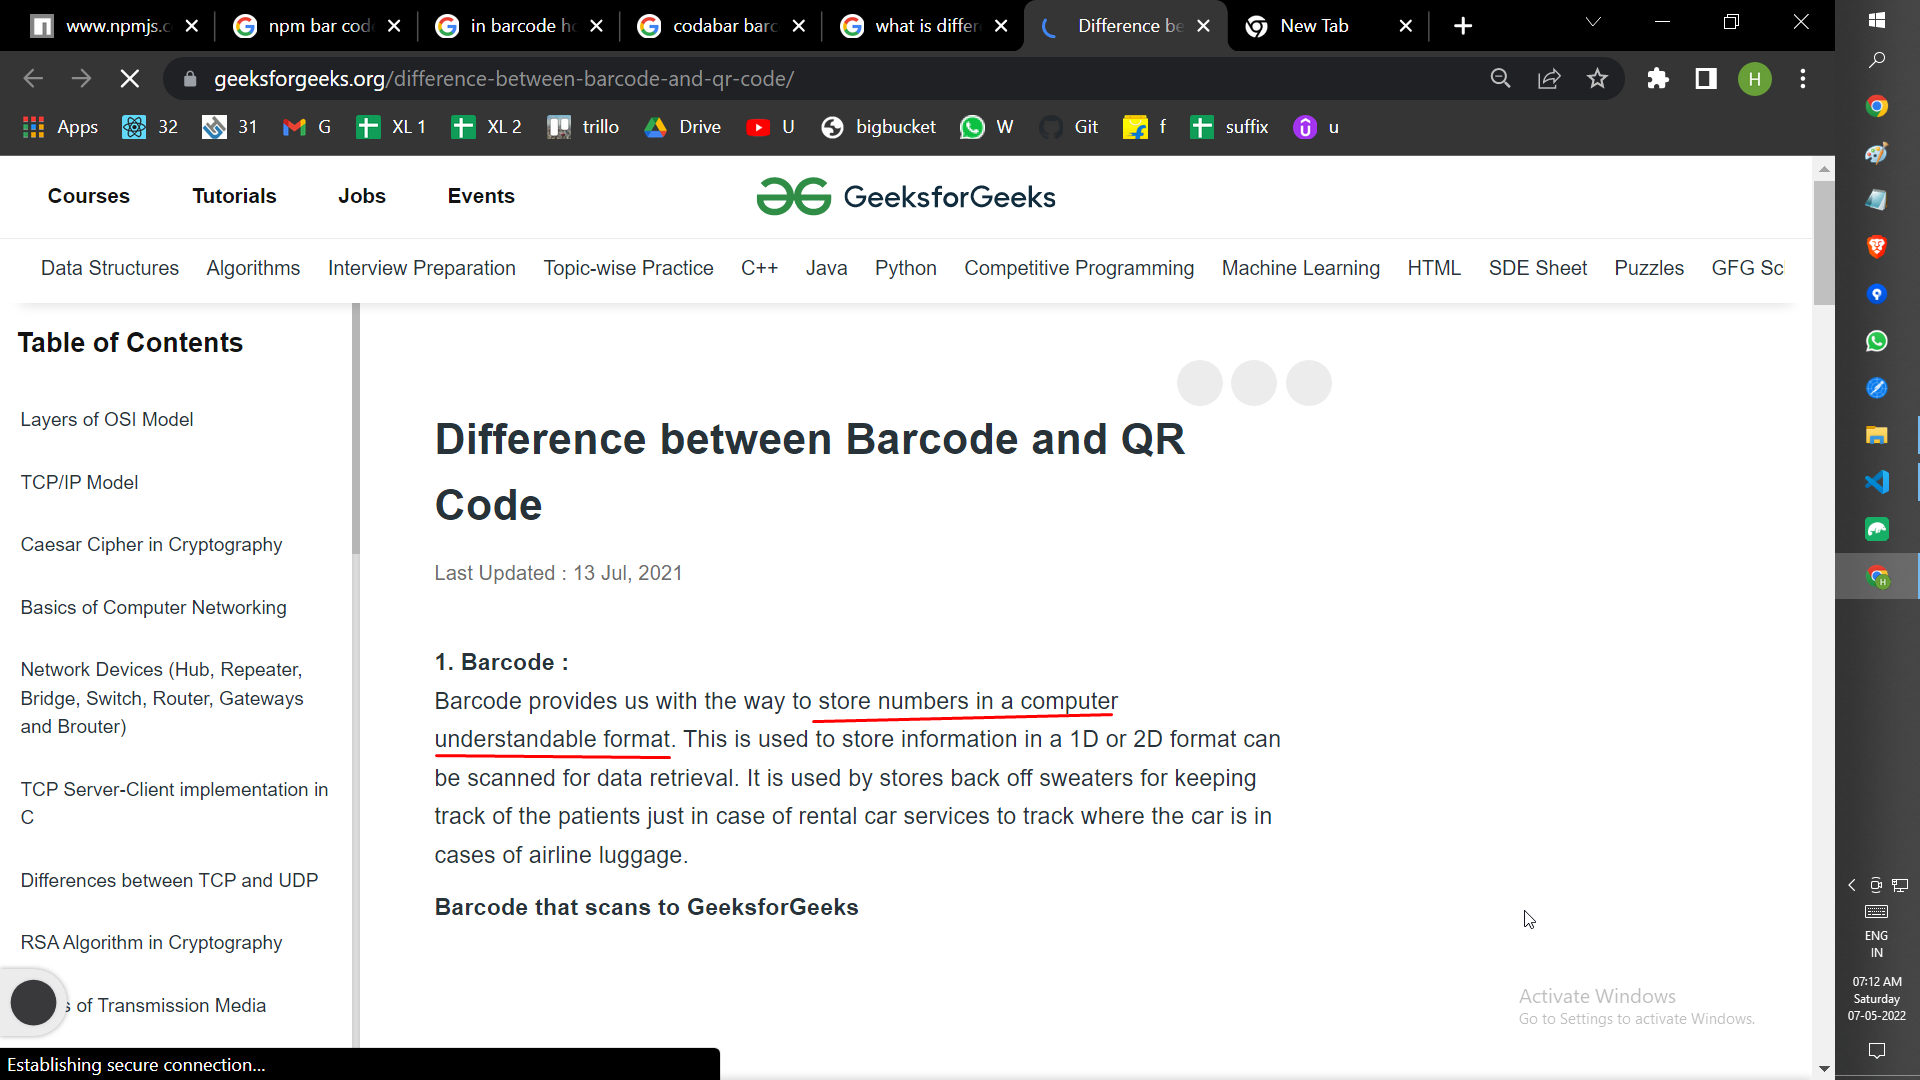 www.npmjs.c
npm bar cod
in barcode ho
codabar barc
what is differ
Difference be
New Tab
geeksforgeeks.org/difference-between-barcode-and-qr-code/
H
Apps 32 31 G XL 1 XL 2 trillo Drive U bigbucket W Git f suffix u
Courses Tutorials Jobs Events GeeksforGeeks
Data Structures Algorithms Interview Preparation Topic-wise Practice C++ Java Python Competitive Programming Machine Learning HTML SDE Sheet Puzzles GFG Sc
Table of Contents
Layers of OSI Model
TCP/IP Model
Caesar Cipher in Cryptography
Basics of Computer Networking
Network Devices (Hub, Repeater,
Bridge, Switch, Router, Gateways
and Brouter)
TCP Server-Client implementation in
C
Differences between TCP and UDP
RSA Algorithm in Cryptography
s of Transmission Media
Difference between Barcode and QR
Code
Last Updated : 13 Jul, 2021
1. Barcode :
Barcode provides us with the way to store numbers in a computer
understandable format. This is used to store information in a 1D or 2D format can
be scanned for data retrieval. It is used by stores back off sweaters for keeping
track of the patients just in case of rental car services to track where the car is in
cases of airline luggage.
Barcode that scans to GeeksforGeeks
Activate Windows
Go to Settings to activate Windows.
Establishing secure connection...
ENG
IN
07:12 AM
Saturday
07-05-2022